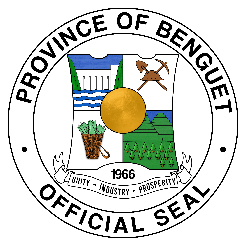 PROVINCE OF BENGUET
1966
UNITY - INDUSTRY - PROSPERITY
• OFFICIAL SEAL •